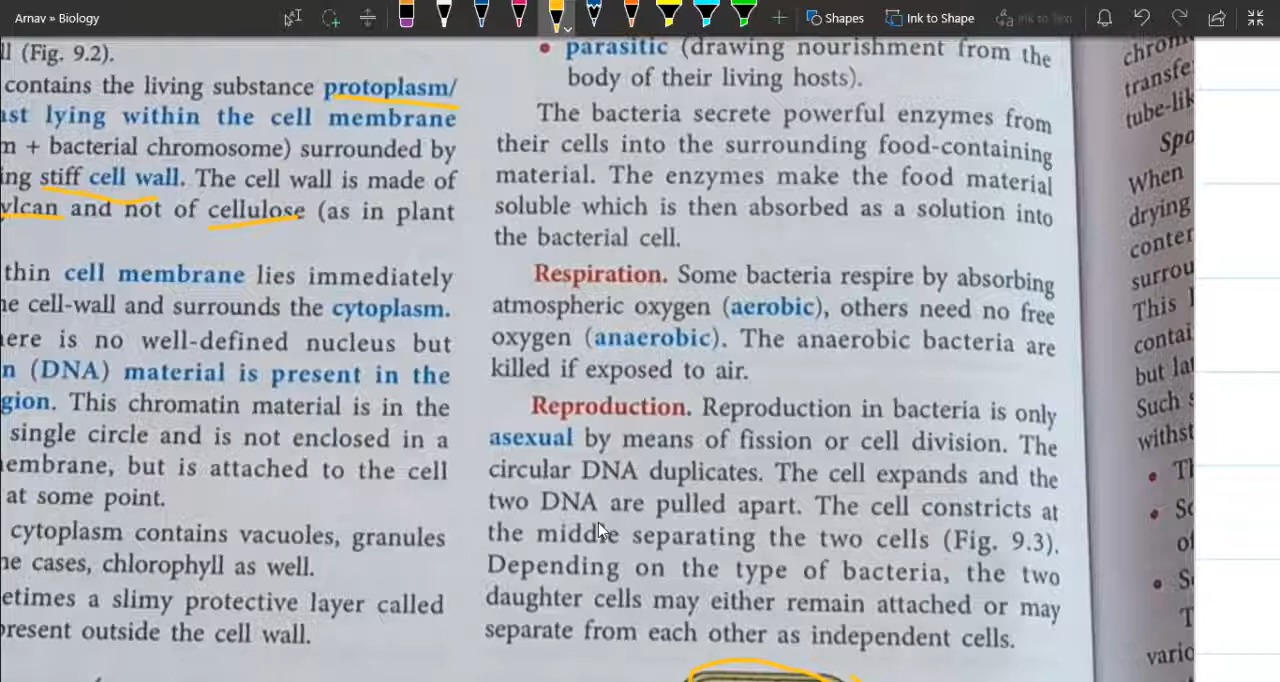 Arnav » Biology
Shapes
Ink to Shape
Ink to Text
ll (Fig. 9.2).
contains the living substance protoplasm/
ast lying within the cell membrane
m + bacterial chromosome) surrounded by
ing stiff cell wall. The cell wall is made of
ylcan and not of cellulose (as in plant
thin cell membrane lies immediately
he cell-wall and surrounds the cytoplasm.
ere is no well-defined nucleus but
n (DNA) material is present in the
gion. This chromatin material is in the
single circle and is not enclosed in a
embrane, but is attached to the cell
at some point.
cytoplasm contains vacuoles, granules
ne cases, chlorophyll as well.
etimes a slimy protective layer called
present outside the cell wall.
• parasitic (drawing nourishment from the
body of their living hosts).
The bacteria secrete powerful enzymes from
their cells into the surrounding food-containing
material. The enzymes make the food material
soluble which is then absorbed as a solution into
the bacterial cell.
Respiration. Some bacteria respire by absorbing
atmospheric oxygen (aerobic), others need no free
oxygen (anaerobic). The anaerobic bacteria are
killed if exposed to air.
Reproduction. Reproduction in bacteria is only
asexual by means of fission or cell division. The
circular DNA duplicates. The cell expands and the
two DNA are pulled apart. The cell constricts at
the middle separating the two cells (Fig. 9.3).
Depending on the type of bacteria, the two
daughter cells may either remain attached or may
separate from each other as independent cells.
chrom
transfe
tube-lik
Spo
When
drying
conter
surrou
This
contai
but lat
Such s
withst
• Th
• So
of
• S
T
vario